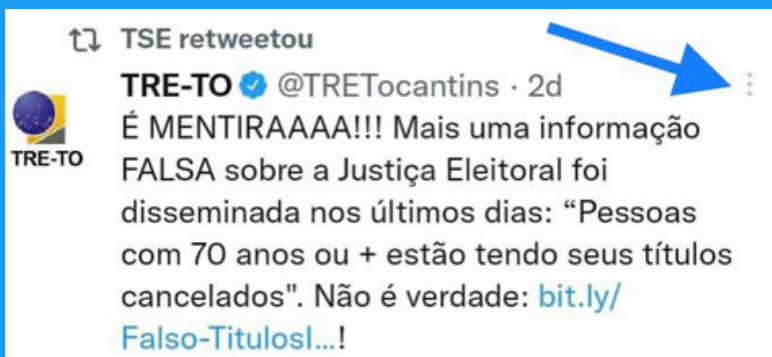 TSE retweetou
TRE-TO @TRETocantins · 2d
É MENTIRAAAA!!! Mais uma informação
TRE-TO
FALSA sobre a Justiça Eleitoral foi
disseminada nos últimos dias: “Pessoas
com 70 anos ou + estão tendo seus títulos
cancelados". Não é verdade: bit.ly/
Falso-TitulosI...!